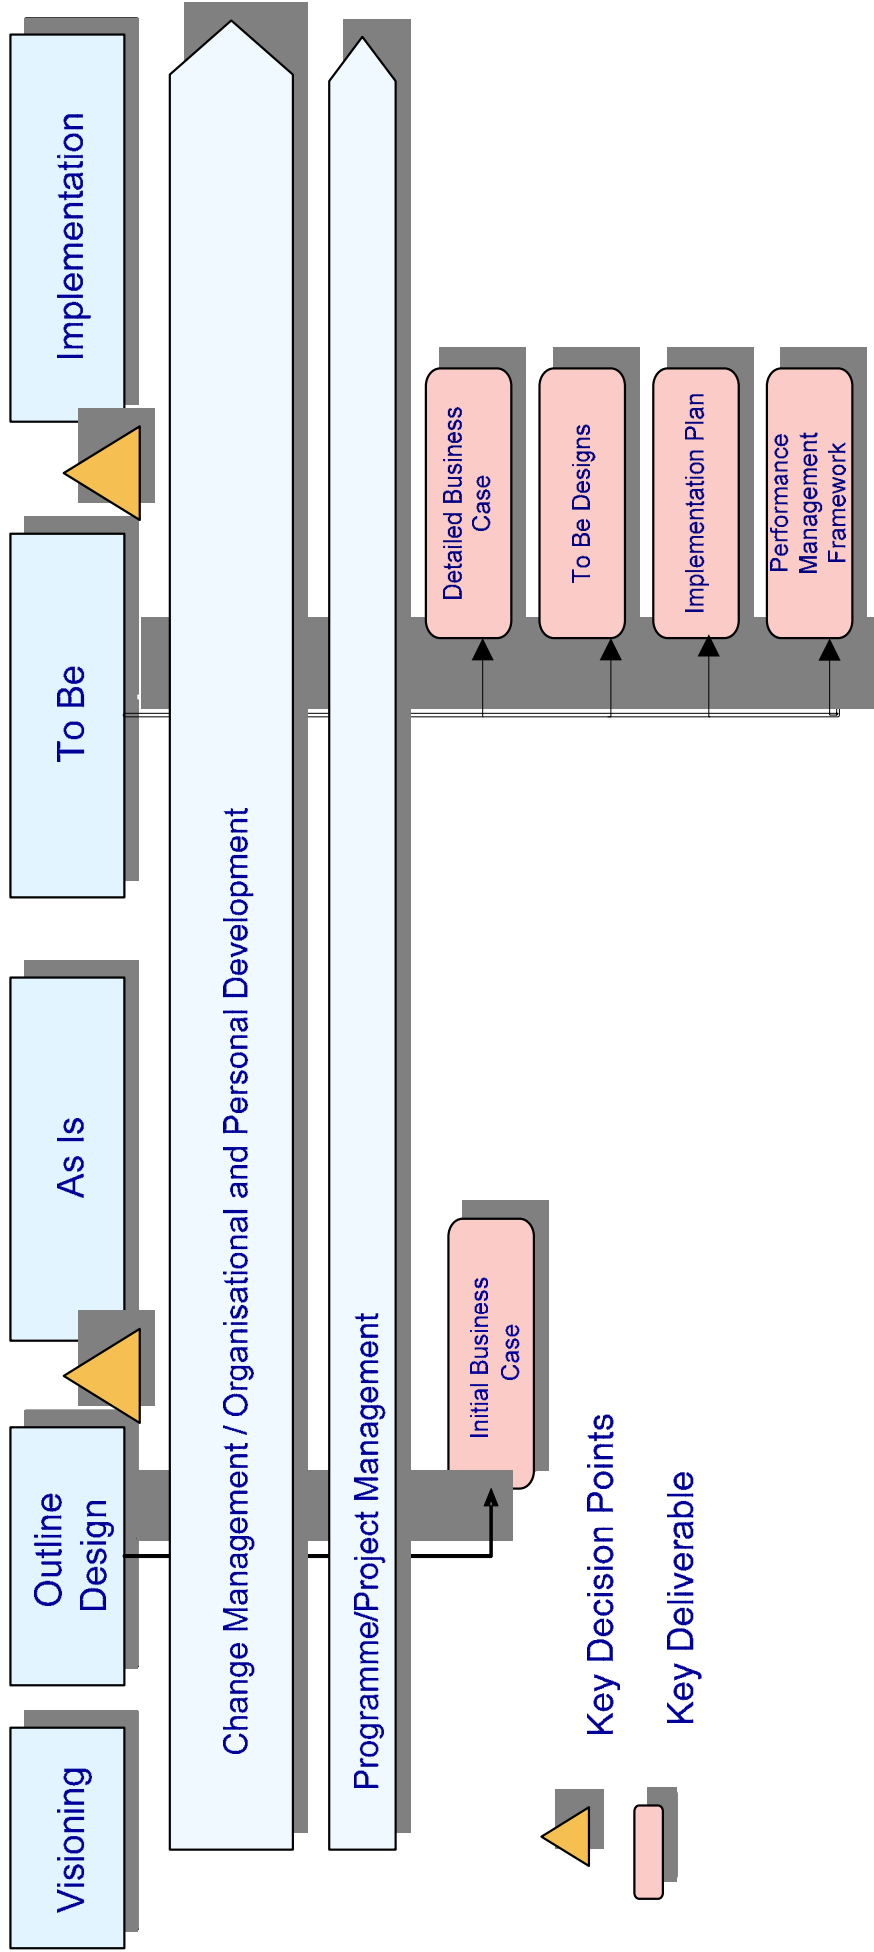 Visioning
Outline
Design
As Is
To Be
Implementation
Change Management / Organisational and Personal Development
Programme/Project Management
Initial Business
Case
Detailed Business
Case
To Be Designs
Implementation Plan
Performance
Management
Framework
Key Decision Points
Key Deliverable